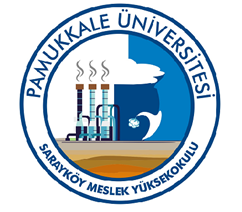 PAMUKKALE ÜNİVERSİTESİ
SARAYKÖY MESLEK YÜKSEKOKULU